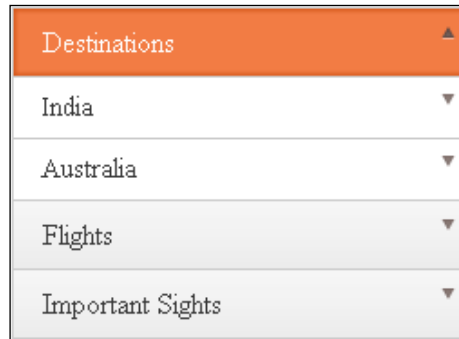 Destinations
India
Australia
Flights
Important Sights